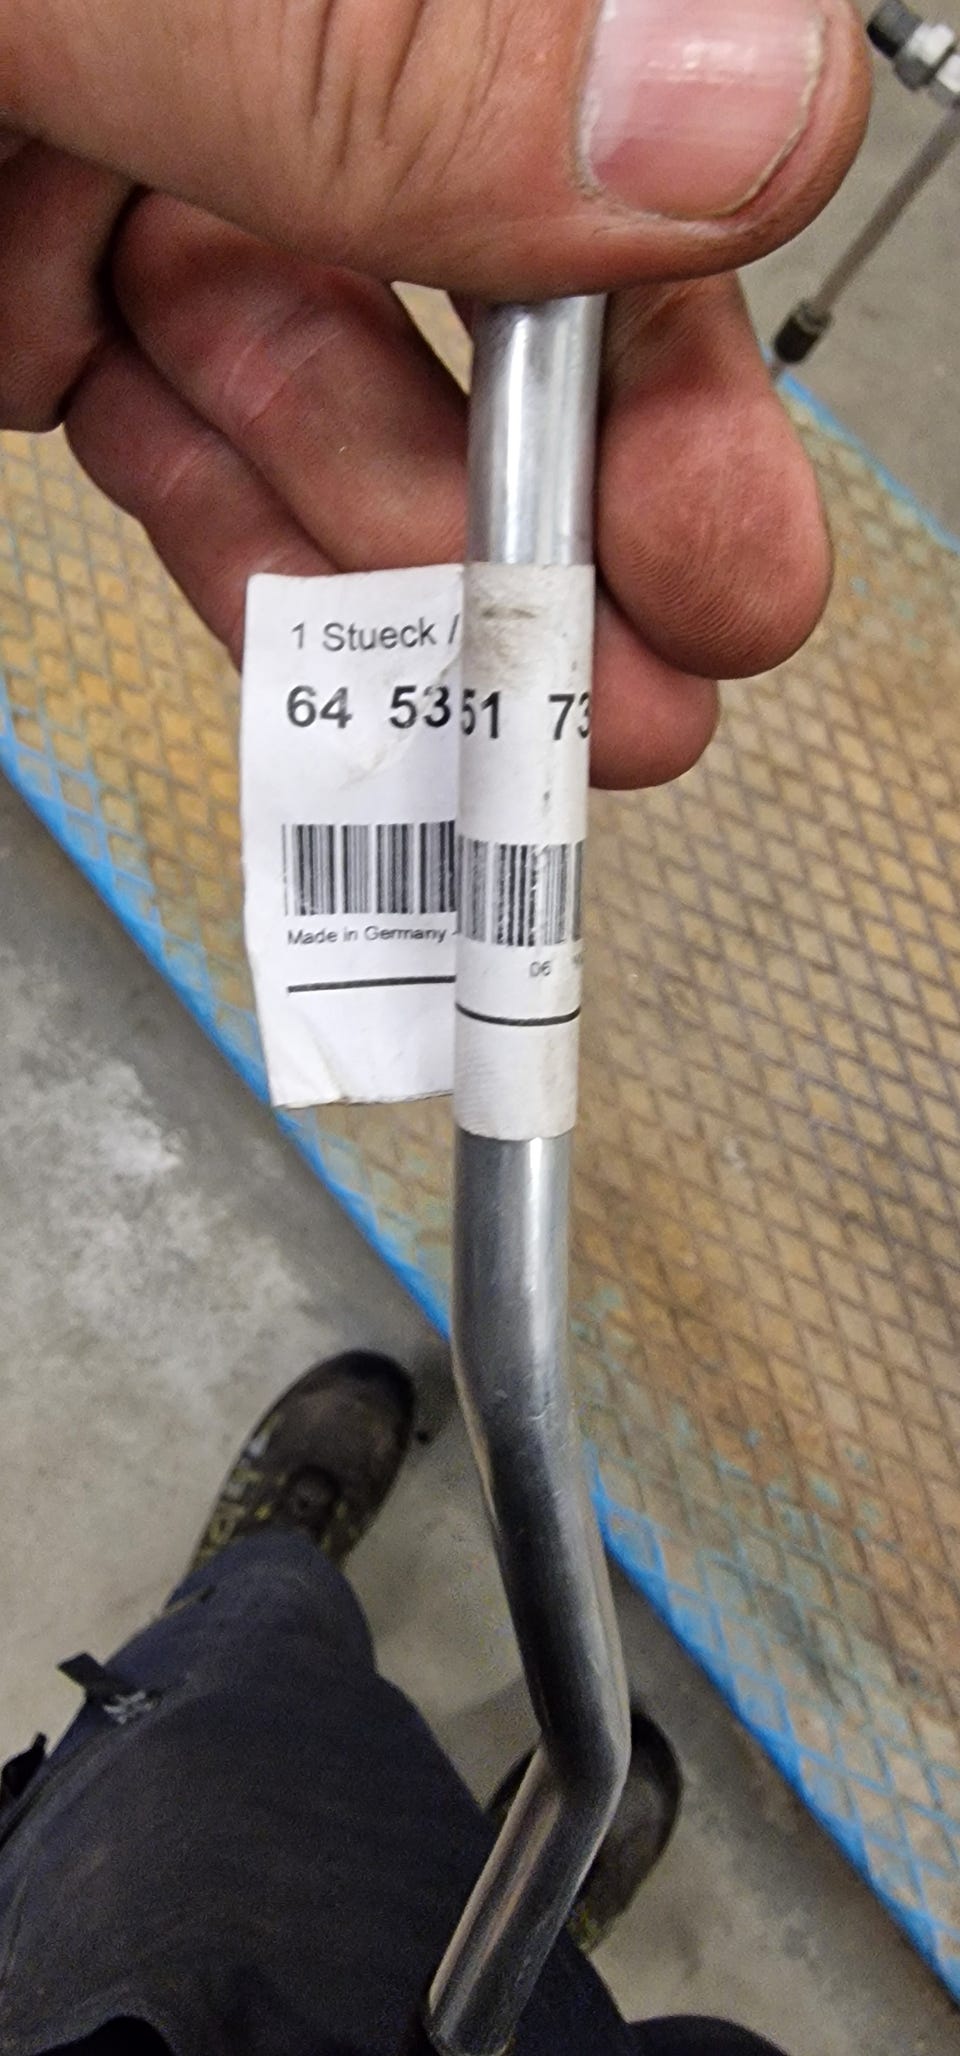 1 Stueck /
64 53 51 73
Made in Germany
06